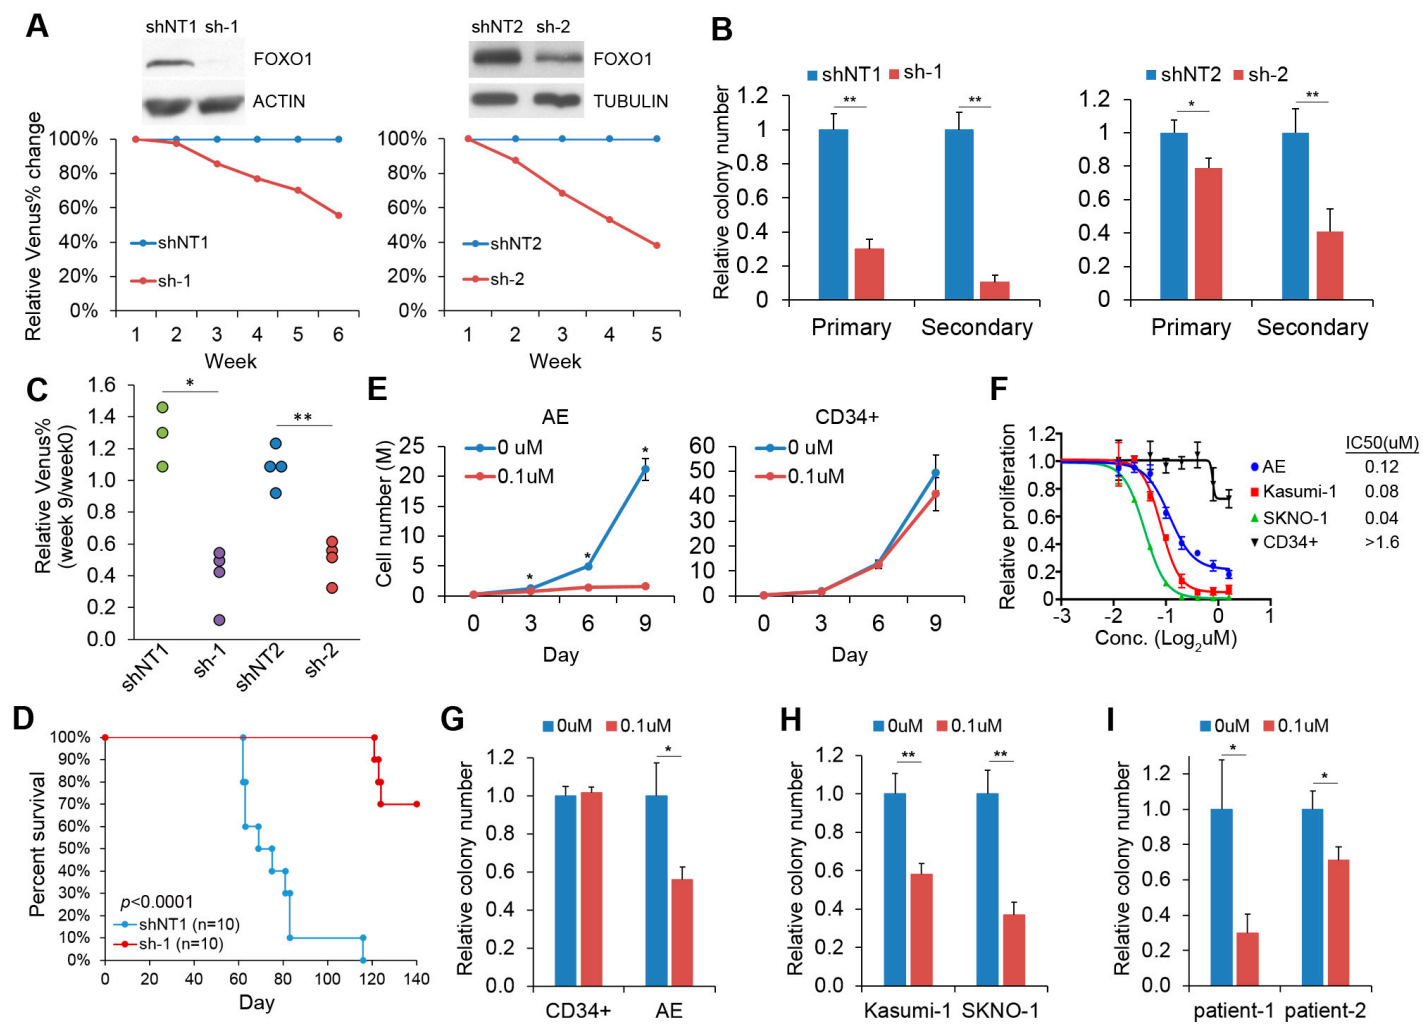 A
shNT1 sh-1
FOXO1
ACTIN
shNT2 sh-2
FOXO1
TUBULIN
Relative Venus% change
100%
80%
60%
40%
20%
0%
shNT1
sh-1
1 2 3 4 5 6
Week
100%
80%
60%
40%
20%
0%
shNT2
sh-2
1 2 3 4 5
Week
B
shNT1 sh-1
Relative colony number
1.2
1
0.8
0.6
0.4
0.2
0
** **
Primary Secondary
shNT2 sh-2
1.2
1
0.8
0.6
0.4
0.2
0
* **
Primary Secondary
C
Relative Venus%
(week 9/week0)
1.6
1.4
1.2
1.0
0.8
0.6
0.4
0.2
0.0
* **
shNT1 sh-1 shNT2 sh-2
D
Percent survival
100%
90%
80%
70%
60%
50%
40%
30%
20%
10%
0%
p<0.0001
shNT1 (n=10)
sh-1 (n=10)
0 20 40 60 80 100 120 140
Day
E
AE
Cell number (M)
25
20
15
10
5
0
0 uM
0.1uM
* * *
0 3 6 9
Day
CD34+
60
50
40
30
20
10
0
0 uM
0.1uM
0 3 6 9
Day
F
Relative proliferation
1.2
1.0
0.8
0.6
0.4
0.2
0
-3 -2 -1 0 1
Conc. (Log2uM)
IC50(uM)
AE 0.12
Kasumi-1 0.08
SKNO-1 0.04
CD34+ >1.6
G
0uM 0.1uM
Relative colony number
1.2
1.0
0.8
0.6
0.4
0.2
0.0
*
CD34+ AE
H
0uM 0.1uM
Relative colony number
1.2
1.0
0.8
0.6
0.4
0.2
0.0
** **
Kasumi-1 SKNO-1
I
0uM 0.1uM
Relative colony number
1.2
1.0
0.8
0.6
0.4
0.2
0.0
* *
patient-1 patient-2